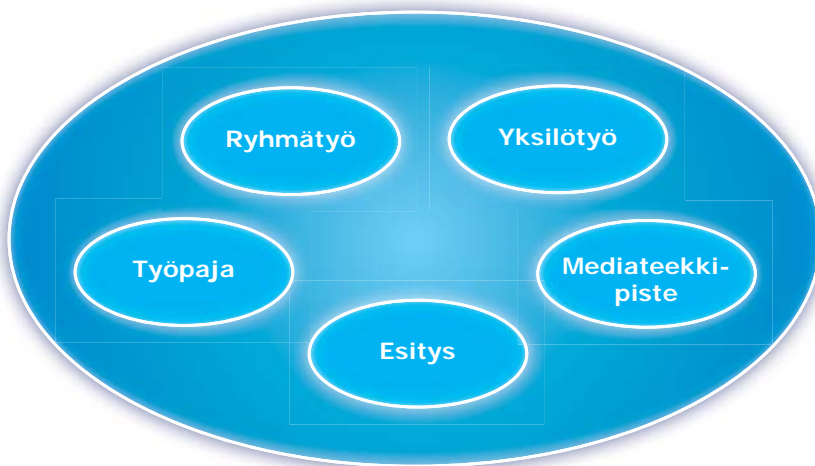 Ryhmätyö
Yksilötyö
Työpaja
Mediateekki-
piste
Esitys